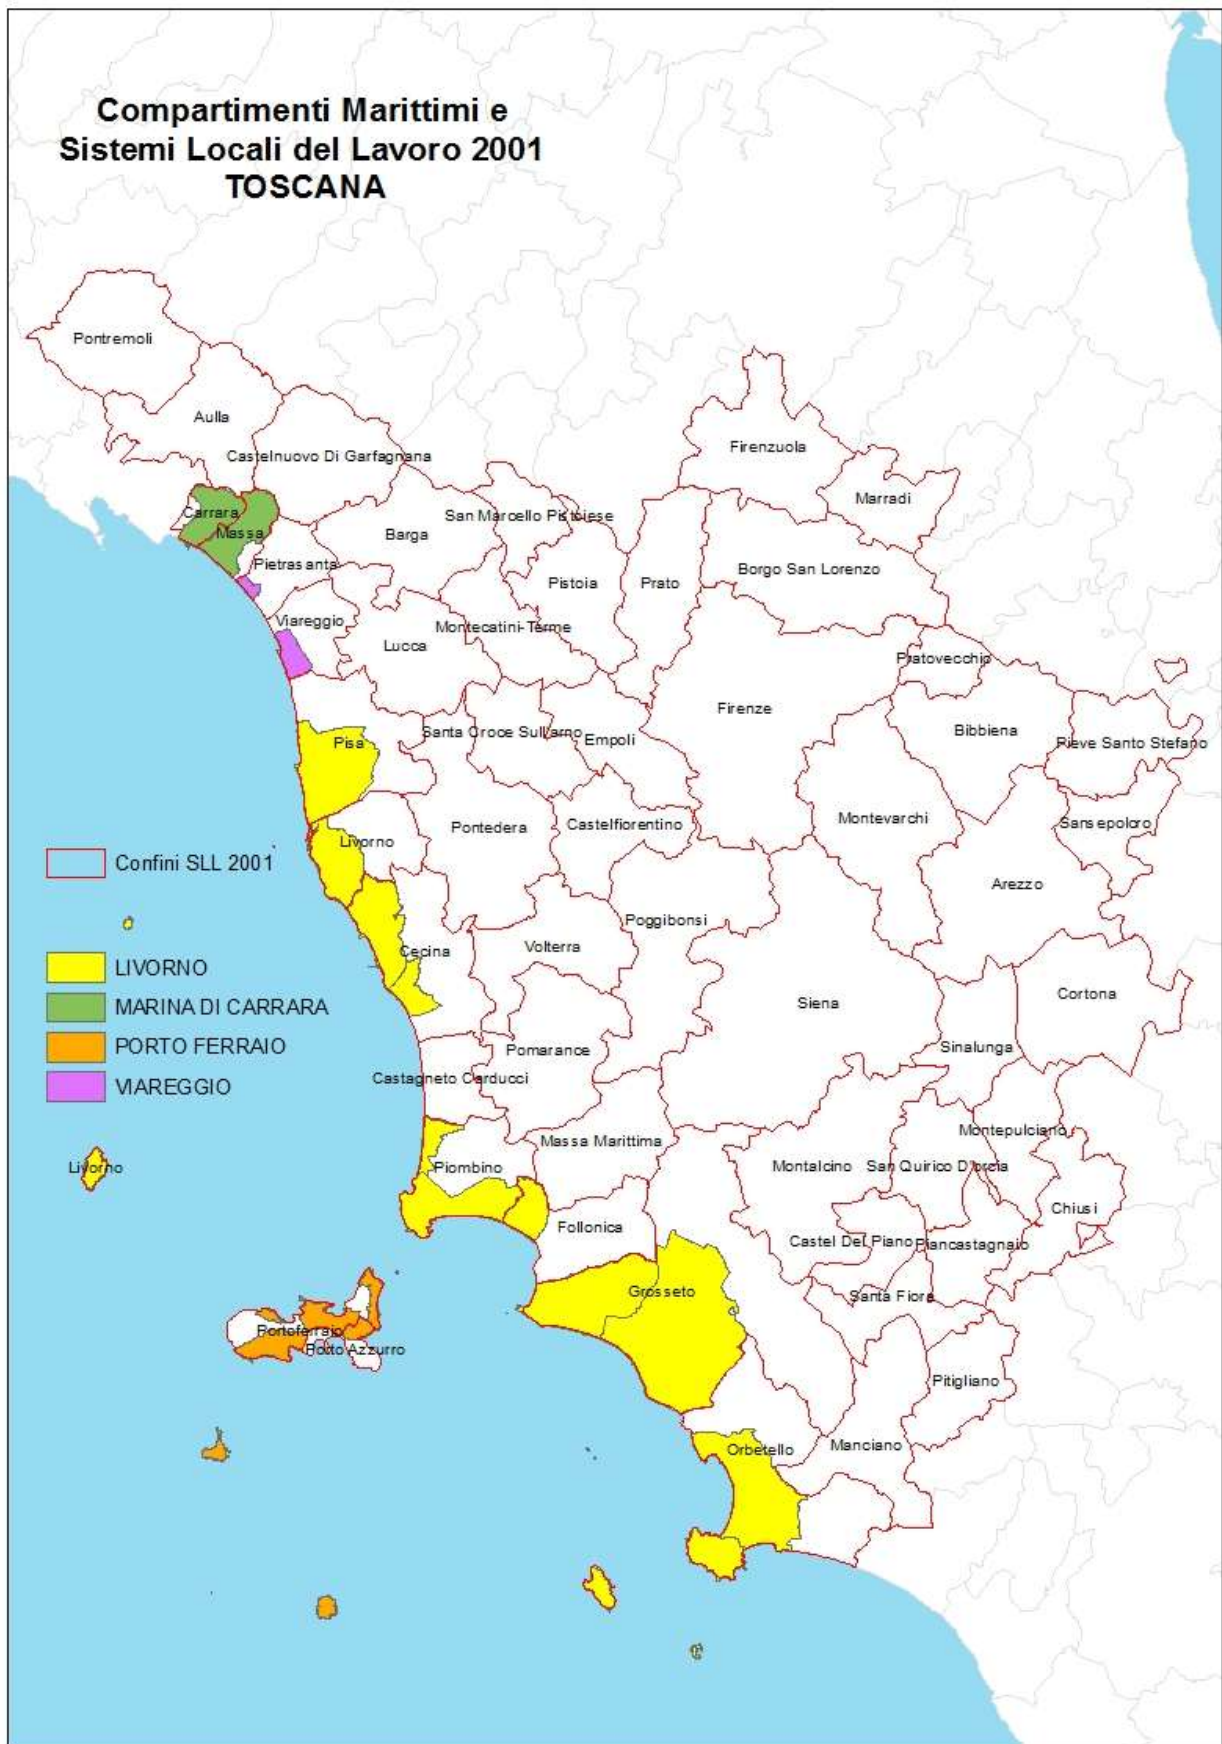 Compartimenti Marittimi e
Sistemi Locali del Lavoro 2001
TOSCANA
Pontremoli
Aulla
Castelnuovo Di Garfagnana
Firenzuola
Marradi
Carrara
Massa
San Marcello Pistoiese
Barga
Pietrasanta
Pistoia
Prato
Borgo San Lorenzo
Viareggio
Montecatini-Terme
Lucca
Pratovecchio
Firenze
Santa Croce Sull'arno
Empoli
Bibbiena
Pieve Santo Stefano
Pisa
Pontedera
Castelfiorentino
Montevarchi
Sansepolcro
Livorno
Confini SLL 2001
Arezzo
Poggibonsi
Volterra
Cecina
LIVORNO
MARINA DI CARRARA
PORTO FERRAIO
VIAREGGIO
Siena
Cortona
Sinalunga
Pomarance
Castagneto Carducci
Montepulciano
Massa Marittima
Livorno
Piombino
Montalcino
San Quirico D'orcia
Chiusi
Follonica
Castel Del Piano
Piancastagnaio
Grosseto
Santa Fiora
Portoferraio
Porto Azzurro
Pitigliano
Orbetello
Manciano